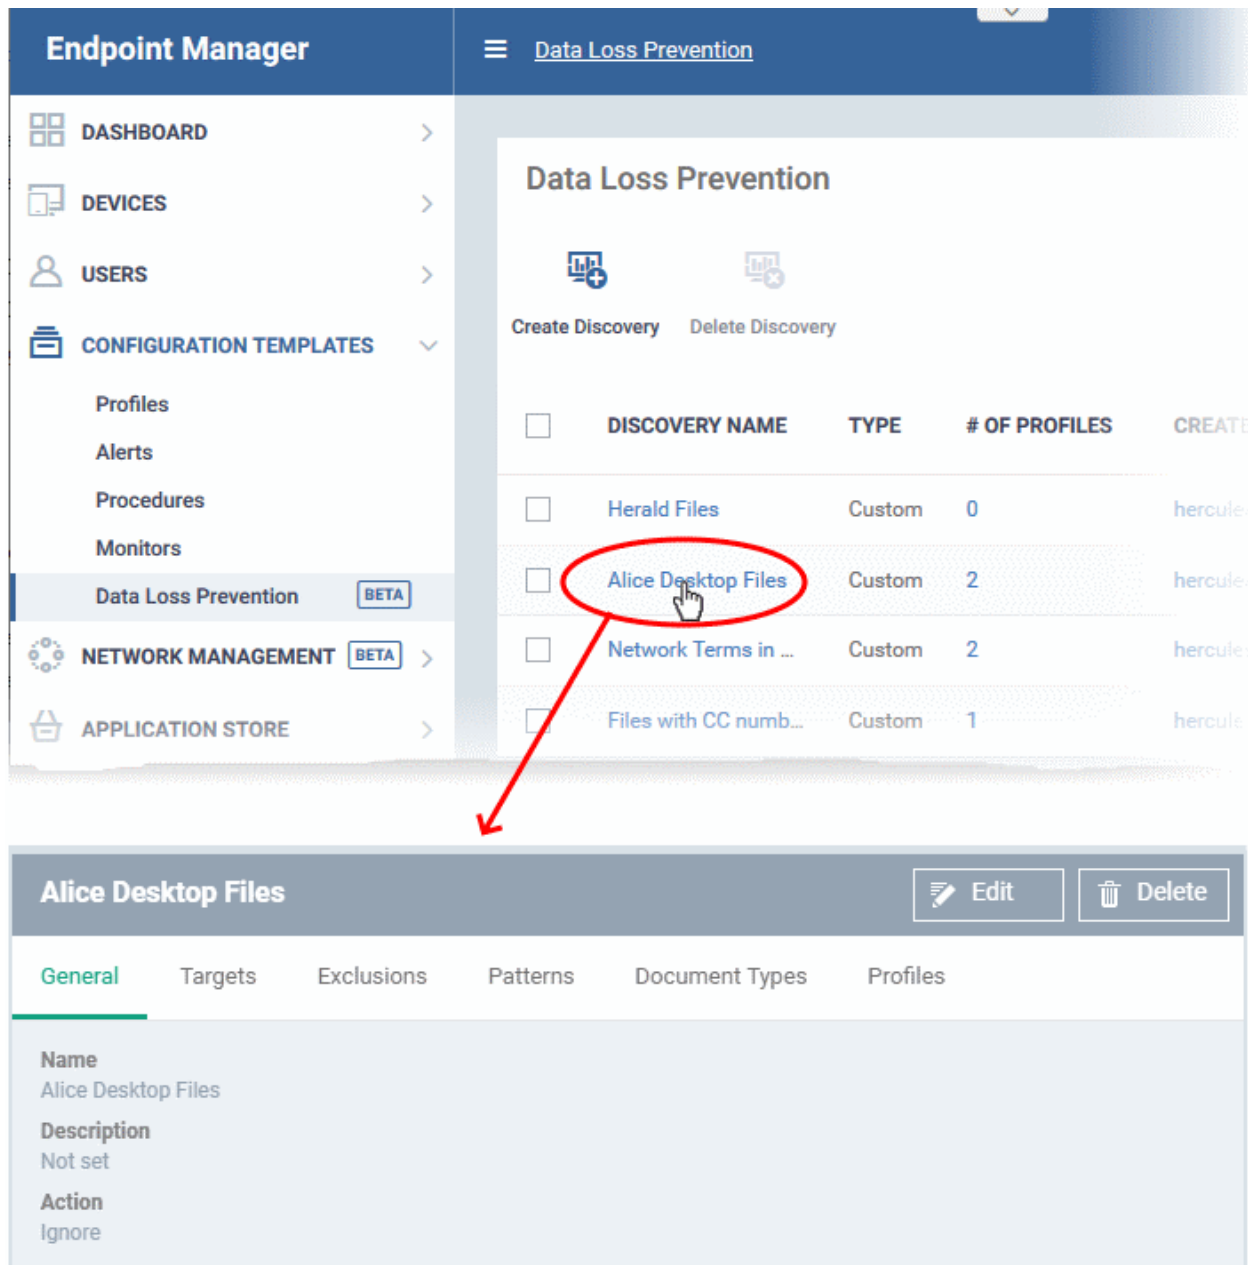 Endpoint Manager
Data Loss Prevention
DASHBOARD
DEVICES
USERS
CONFIGURATION TEMPLATES
Profiles
Alerts
Procedures
Monitors
Data Loss Prevention BETA
NETWORK MANAGEMENT BETA
APPLICATION STORE
Data Loss Prevention
Create Discovery Delete Discovery
DISCOVERY NAME TYPE # OF PROFILES
Herald Files Custom 0
Alice Desktop Files Custom 2
Network Terms in ... Custom 2
Files with CC numb... Custom 1
Alice Desktop Files Edit Delete
General Targets Exclusions Patterns Document Types Profiles
Name
Alice Desktop Files
Description
Not set
Action
Ignore